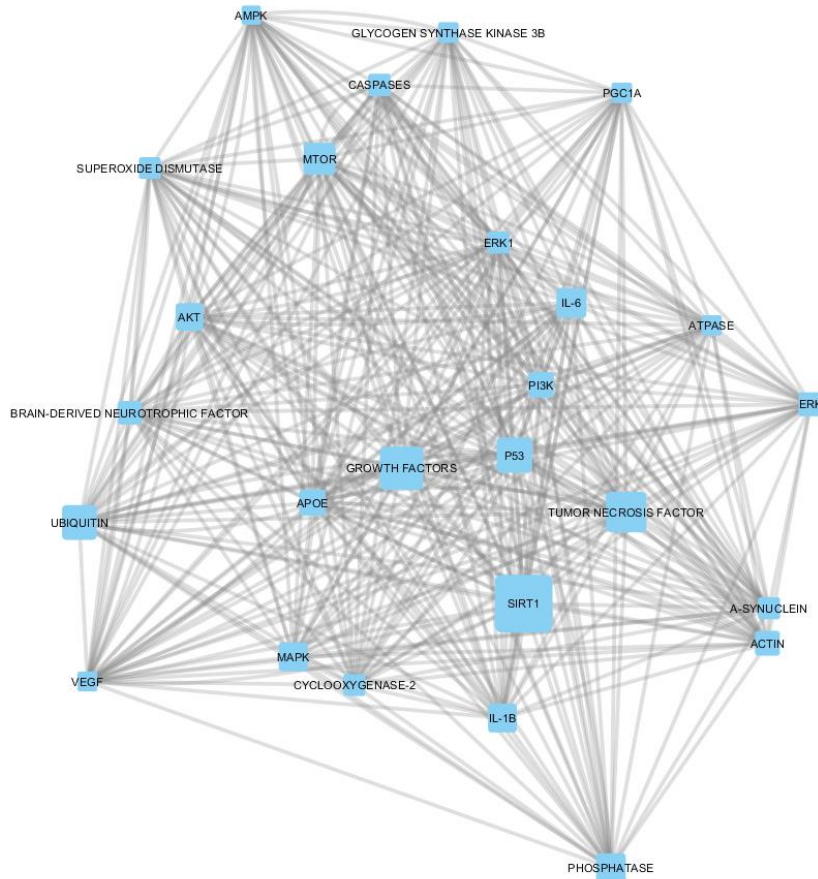 AMPK
GLYCOGEN SYNTHASE KINASE 3B
CASPASES
PGC1A
MTOR
SUPEROXIDE DISMUTASE
ERK1
IL-6
AKT
ATPASE
PI3K
ERK
BRAIN-DERIVED NEUROTROPHIC FACTOR
P53
GROWTH FACTORS
APOE
TUMOR NECROSIS FACTOR
UBIQUITIN
SIRT1
A-SYNUCLEIN
ACTIN
MAPK
VEGF
CYCLOOXYGENASE-2
IL-1B
PHOSPHATASE